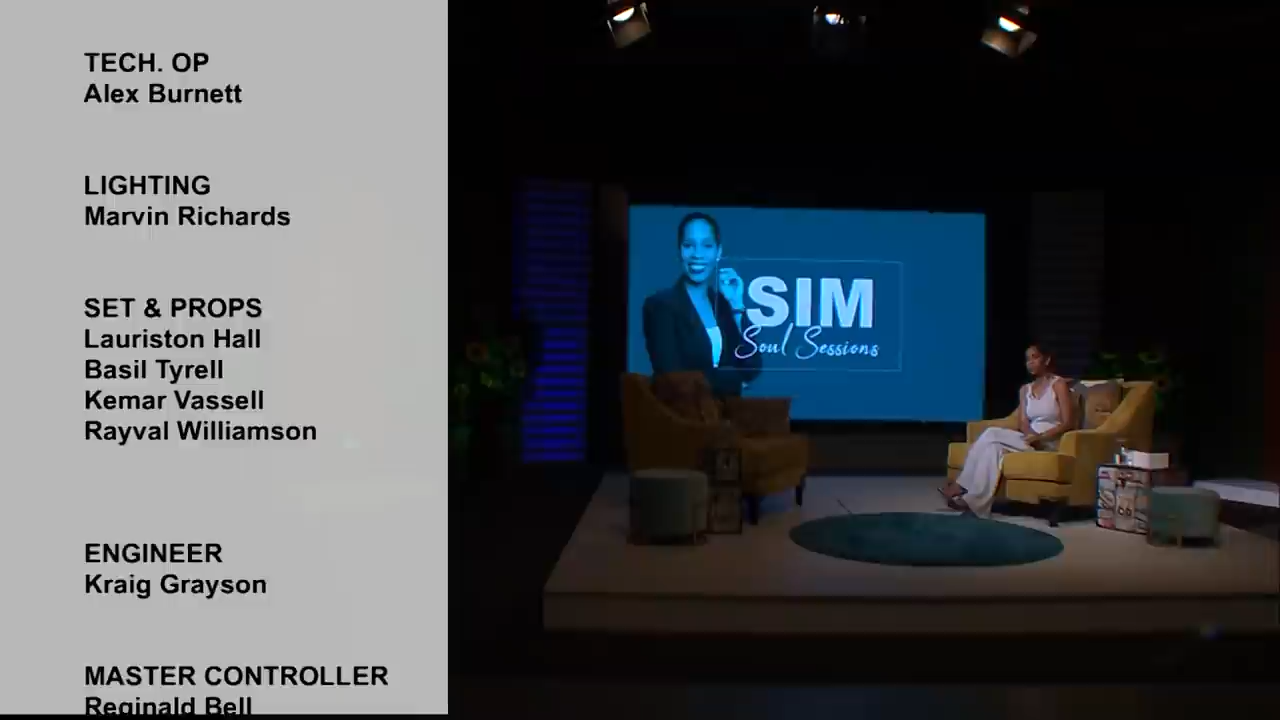 TECH. OP
Alex Burnett
LIGHTING
Marvin Richards
SET & PROPS
Lauriston Hall
Basil Tyrell
Kemar Vassell
Rayval Williamson
ENGINEER
Kraig Grayson
MASTER CONTROLLER
Reginald Bell
SIM
Soul Sessions